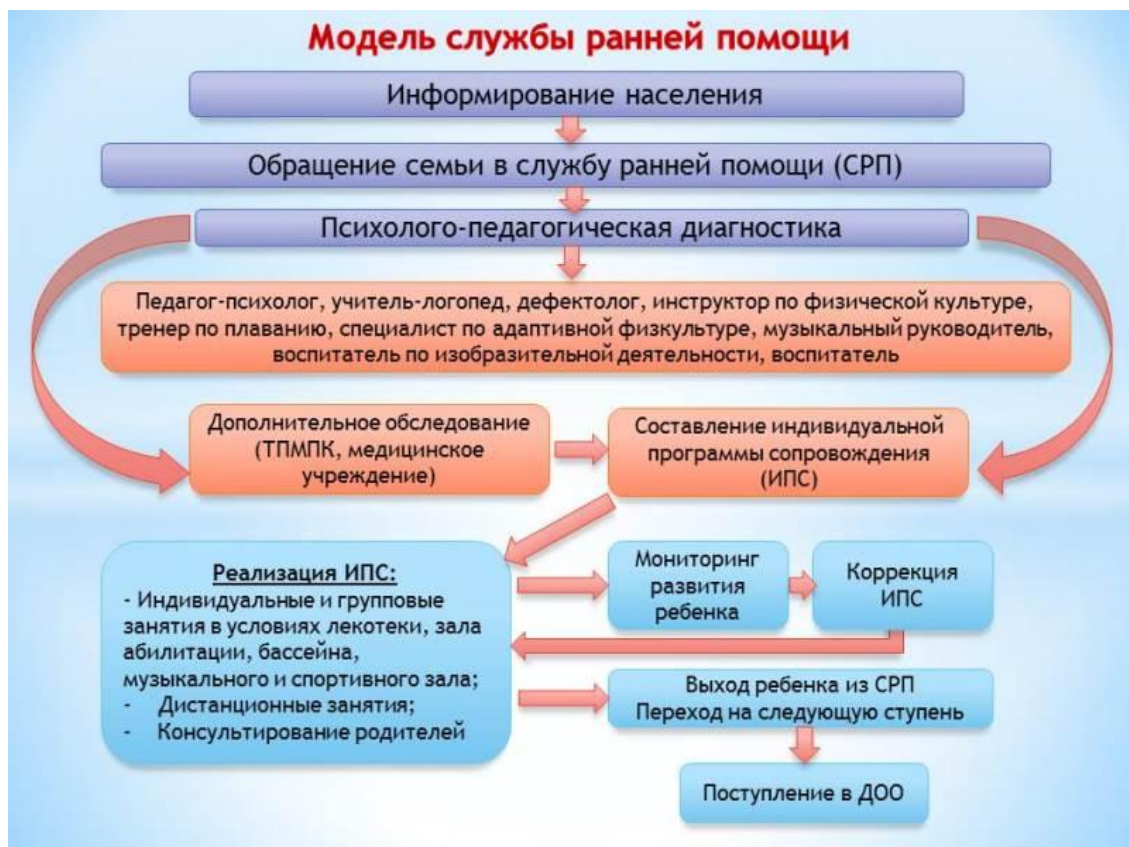 Модель службы ранней помощи
Информирование населения
Обращение семьи в службу ранней помощи (СРП)
Психолого-педагогическая диагностика
Педагог-психолог, учитель-логопед, дефектолог, инструктор по физической культуре,
тренер по плаванию, специалист по адаптивной физкультуре, музыкальный руководитель,
воспитатель по изобразительной деятельности, воспитатель
Дополнительное обследование
(ТПМПК, медицинское
учреждение)
Составление индивидуальной
программы сопровождения
(ИПС)
Реализация ИПС:
- Индивидуальные и групповые
занятия в условиях лекотеки, зала
абилитации, бассейна,
музыкального и спортивного зала;
- Дистанционные занятия;
- Консультирование родителей
Мониторинг
развития
ребенка
Коррекция
ИПС
Выход ребенка из СРП
Переход на следующую ступень
Поступление в ДОО